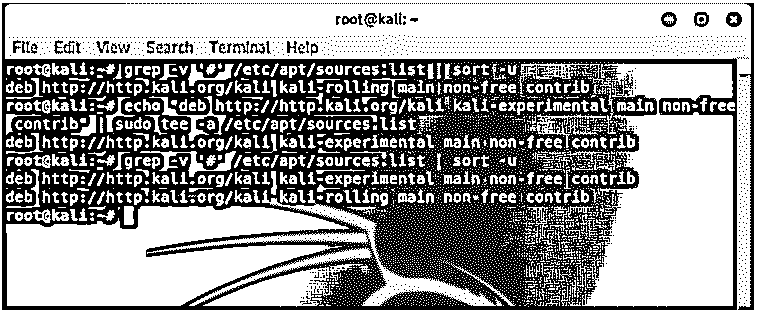 root@kali: ~
File Edit View Search Terminal Help
root@kali:~# grep -v '#' /etc/apt/sources.list | sort -u
deb http://http.kali.org/kali kali-rolling main non-free contrib
root@kali:~# echo 'deb http://http.kali.org/kali kali-experimental main non-free
 contrib' | sudo tee -a /etc/apt/sources.list
deb http://http.kali.org/kali kali-experimental main non-free contrib
root@kali:~# grep -v '#' /etc/apt/sources.list | sort -u
deb http://http.kali.org/kali kali-experimental main non-free contrib
deb http://http.kali.org/kali kali-rolling main non-free contrib
root@kali:~#